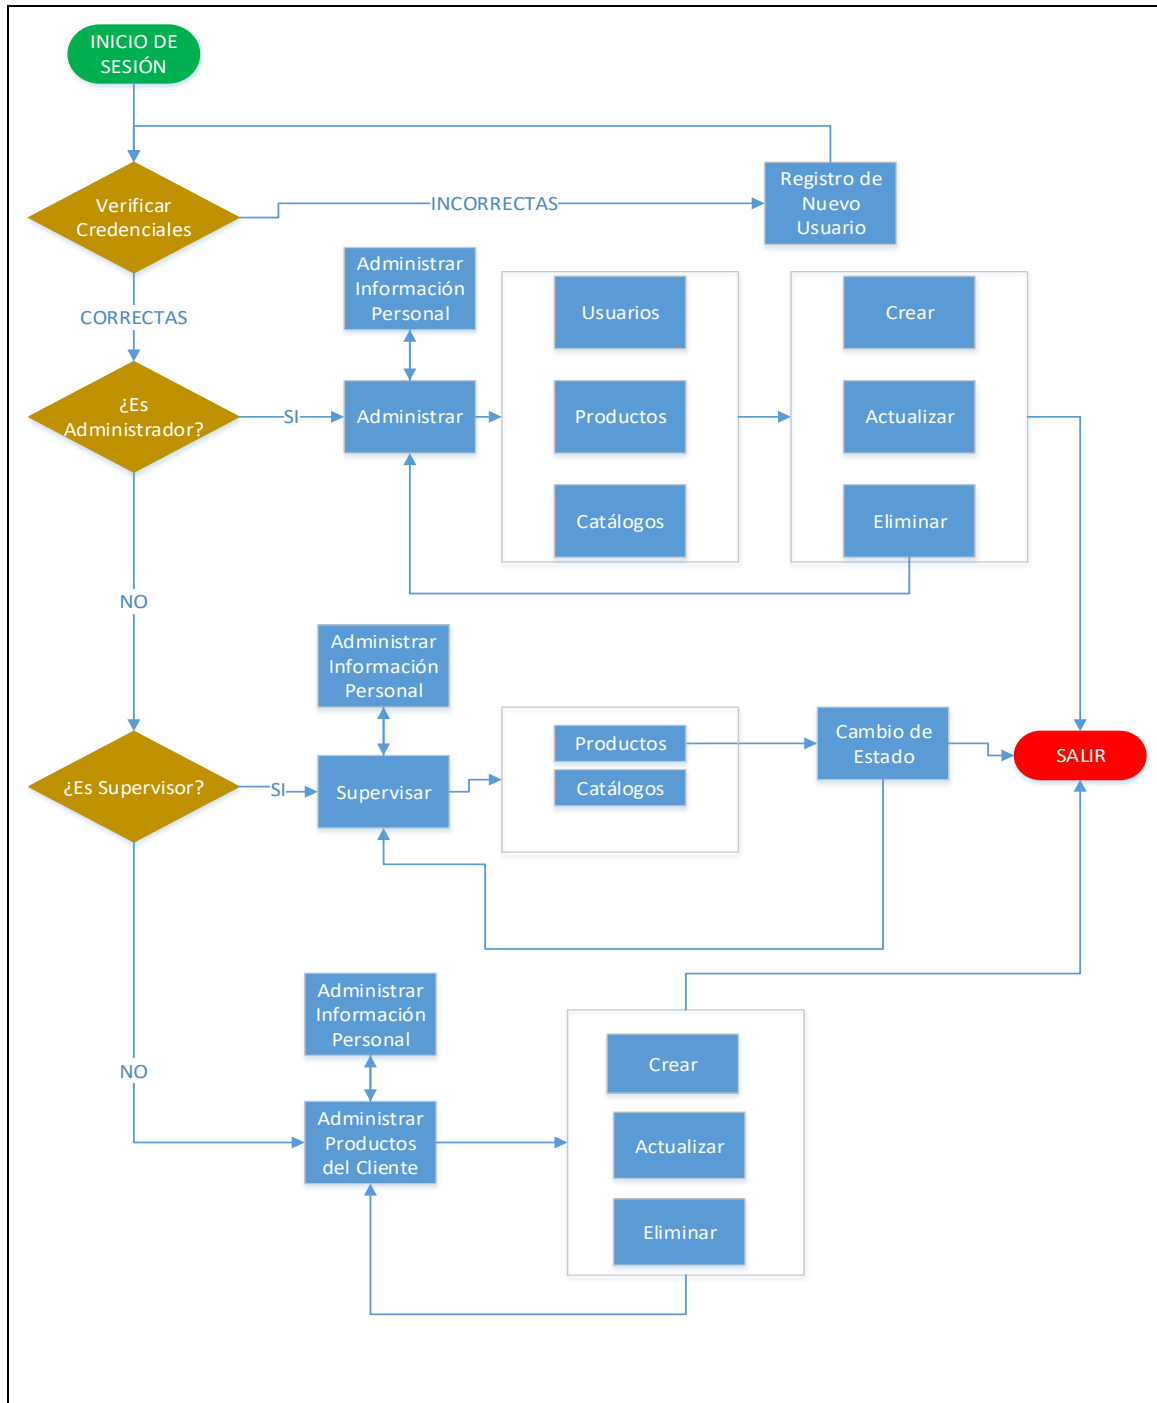 INICIO DE
SESIÓN
Verificar
Credenciales
INCORRECTAS
Registro de
Nuevo
Usuario
CORRECTAS
¿Es
Administrador?
SI
Administrar
Información
Personal
Administrar
Usuarios
Productos
Catálogos
Crear
Actualizar
Eliminar
NO
¿Es Supervisor?
SI
Administrar
Información
Personal
Supervisar
Productos
Catálogos
Cambio de
Estado
SALIR
NO
Administrar
Información
Personal
Administrar
Productos
del Cliente
Crear
Actualizar
Eliminar